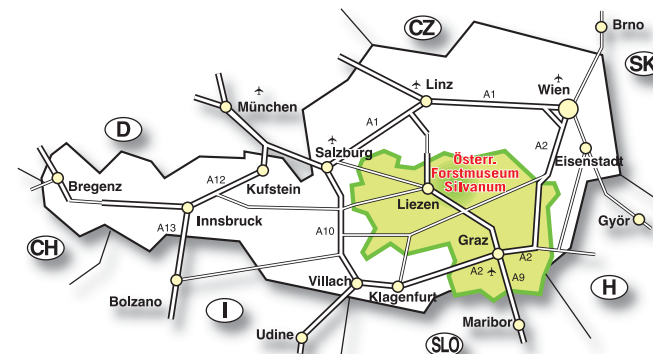 Brno
CZ
SK
Linz
Wien
München
A1
A1
D
A2
Salzburg
Österr.
Forstmuseum
Silvanum
Eisenstadt
Bregenz
A12
Kufstein
Liezen
Innsbruck
Györ
A13
A10
Graz
CH
A2
A2
A9
Villach
Klagenfurt
H
Bolzano
I
Maribor
Udine
SLO